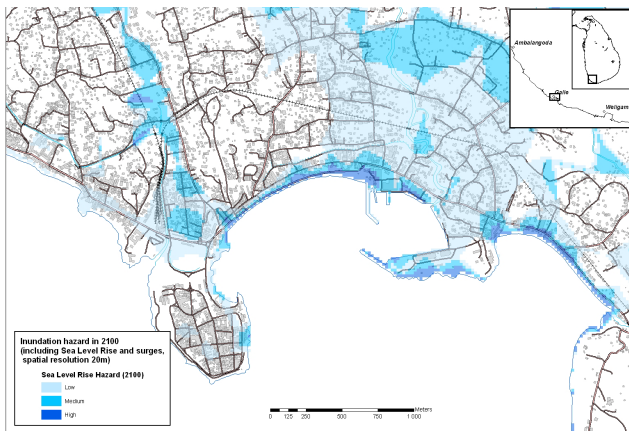 Ambalangoda
Galle
Weligam
Inundation hazard in 2100
(including Sea Level Rise and surges,
spatial resolution 20m)
Sea Level Rise Hazard (2100)
Low
Medium
High
Meters
0 125 250 500 750 1 000